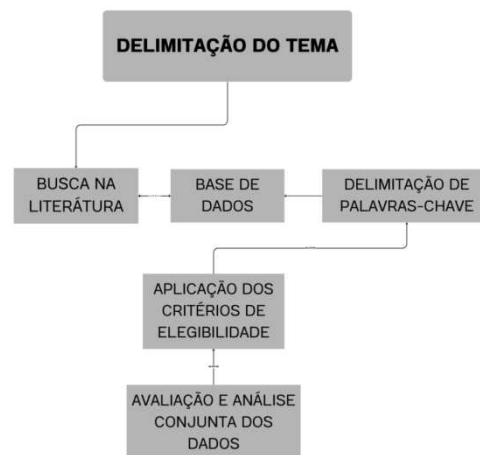 DELIMITAÇÃO DO TEMA
BUSCA NA
LITERÁTURA
BASE DE
DADOS
DELIMITAÇÃO DE
PALAVRAS-CHAVE
APLICAÇÃO DOS
CRITÉRIOS DE
ELEGIBILIDADE
AVALIAÇÃO E ANÁLISE
CONJUNTA DOS
DADOS